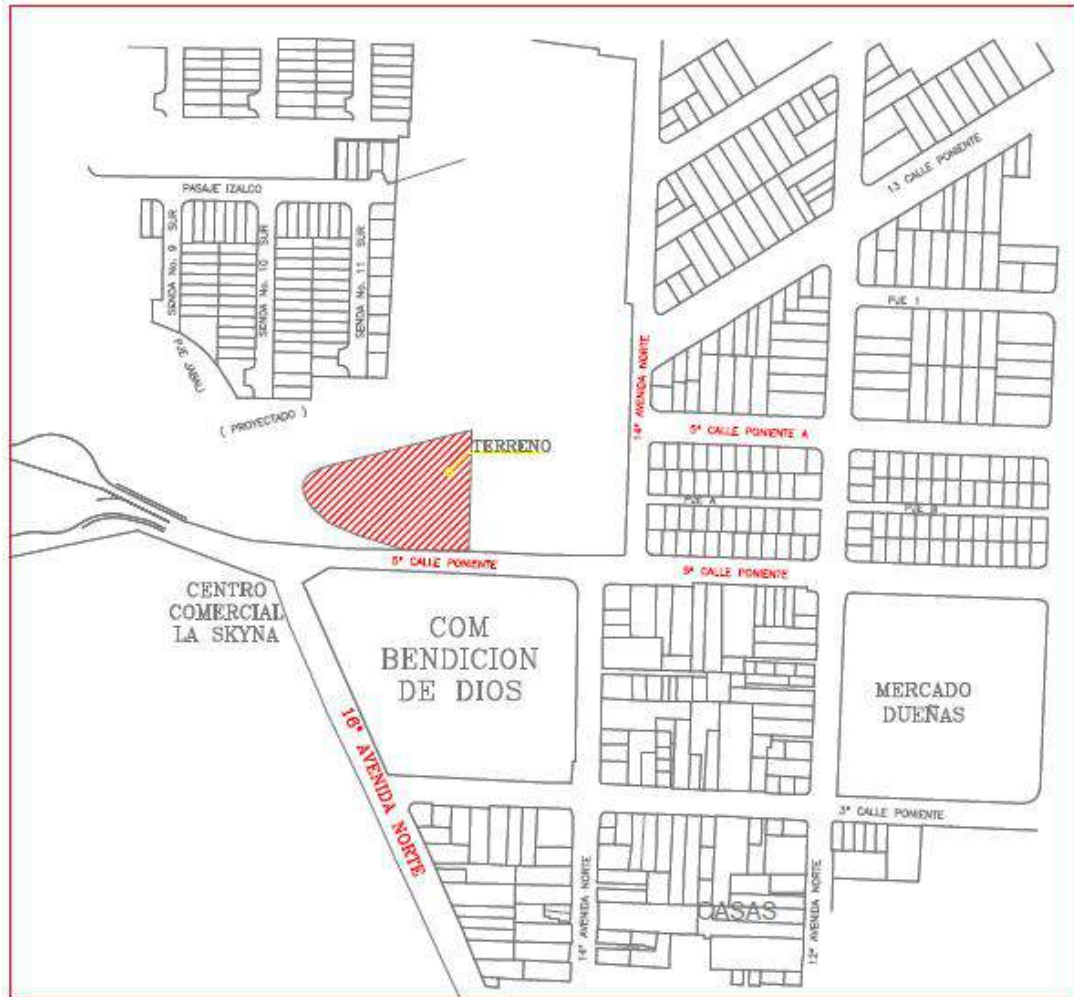 13 CALLE PONIENTE
PASAJE IZALCO
SENDA No. 9 SUR
SENDA No. 10 SUR
SENDA No. 11 SUR
PJE 1
PJE JABALI
( PROYECTADO )
14ª AVENIDA NORTE
5ª CALLE PONIENTE A
TERRENO
PJE A
PJE B
5ª CALLE PONIENTE
5ª CALLE PONIENTE
CENTRO
COMERCIAL
LA SKYNA
COM
BENDICION
DE DIOS
MERCADO
DUEÑAS
16ª AVENIDA NORTE
3ª CALLE PONIENTE
14ª AVENIDA NORTE
CASAS
12ª AVENIDA NORTE